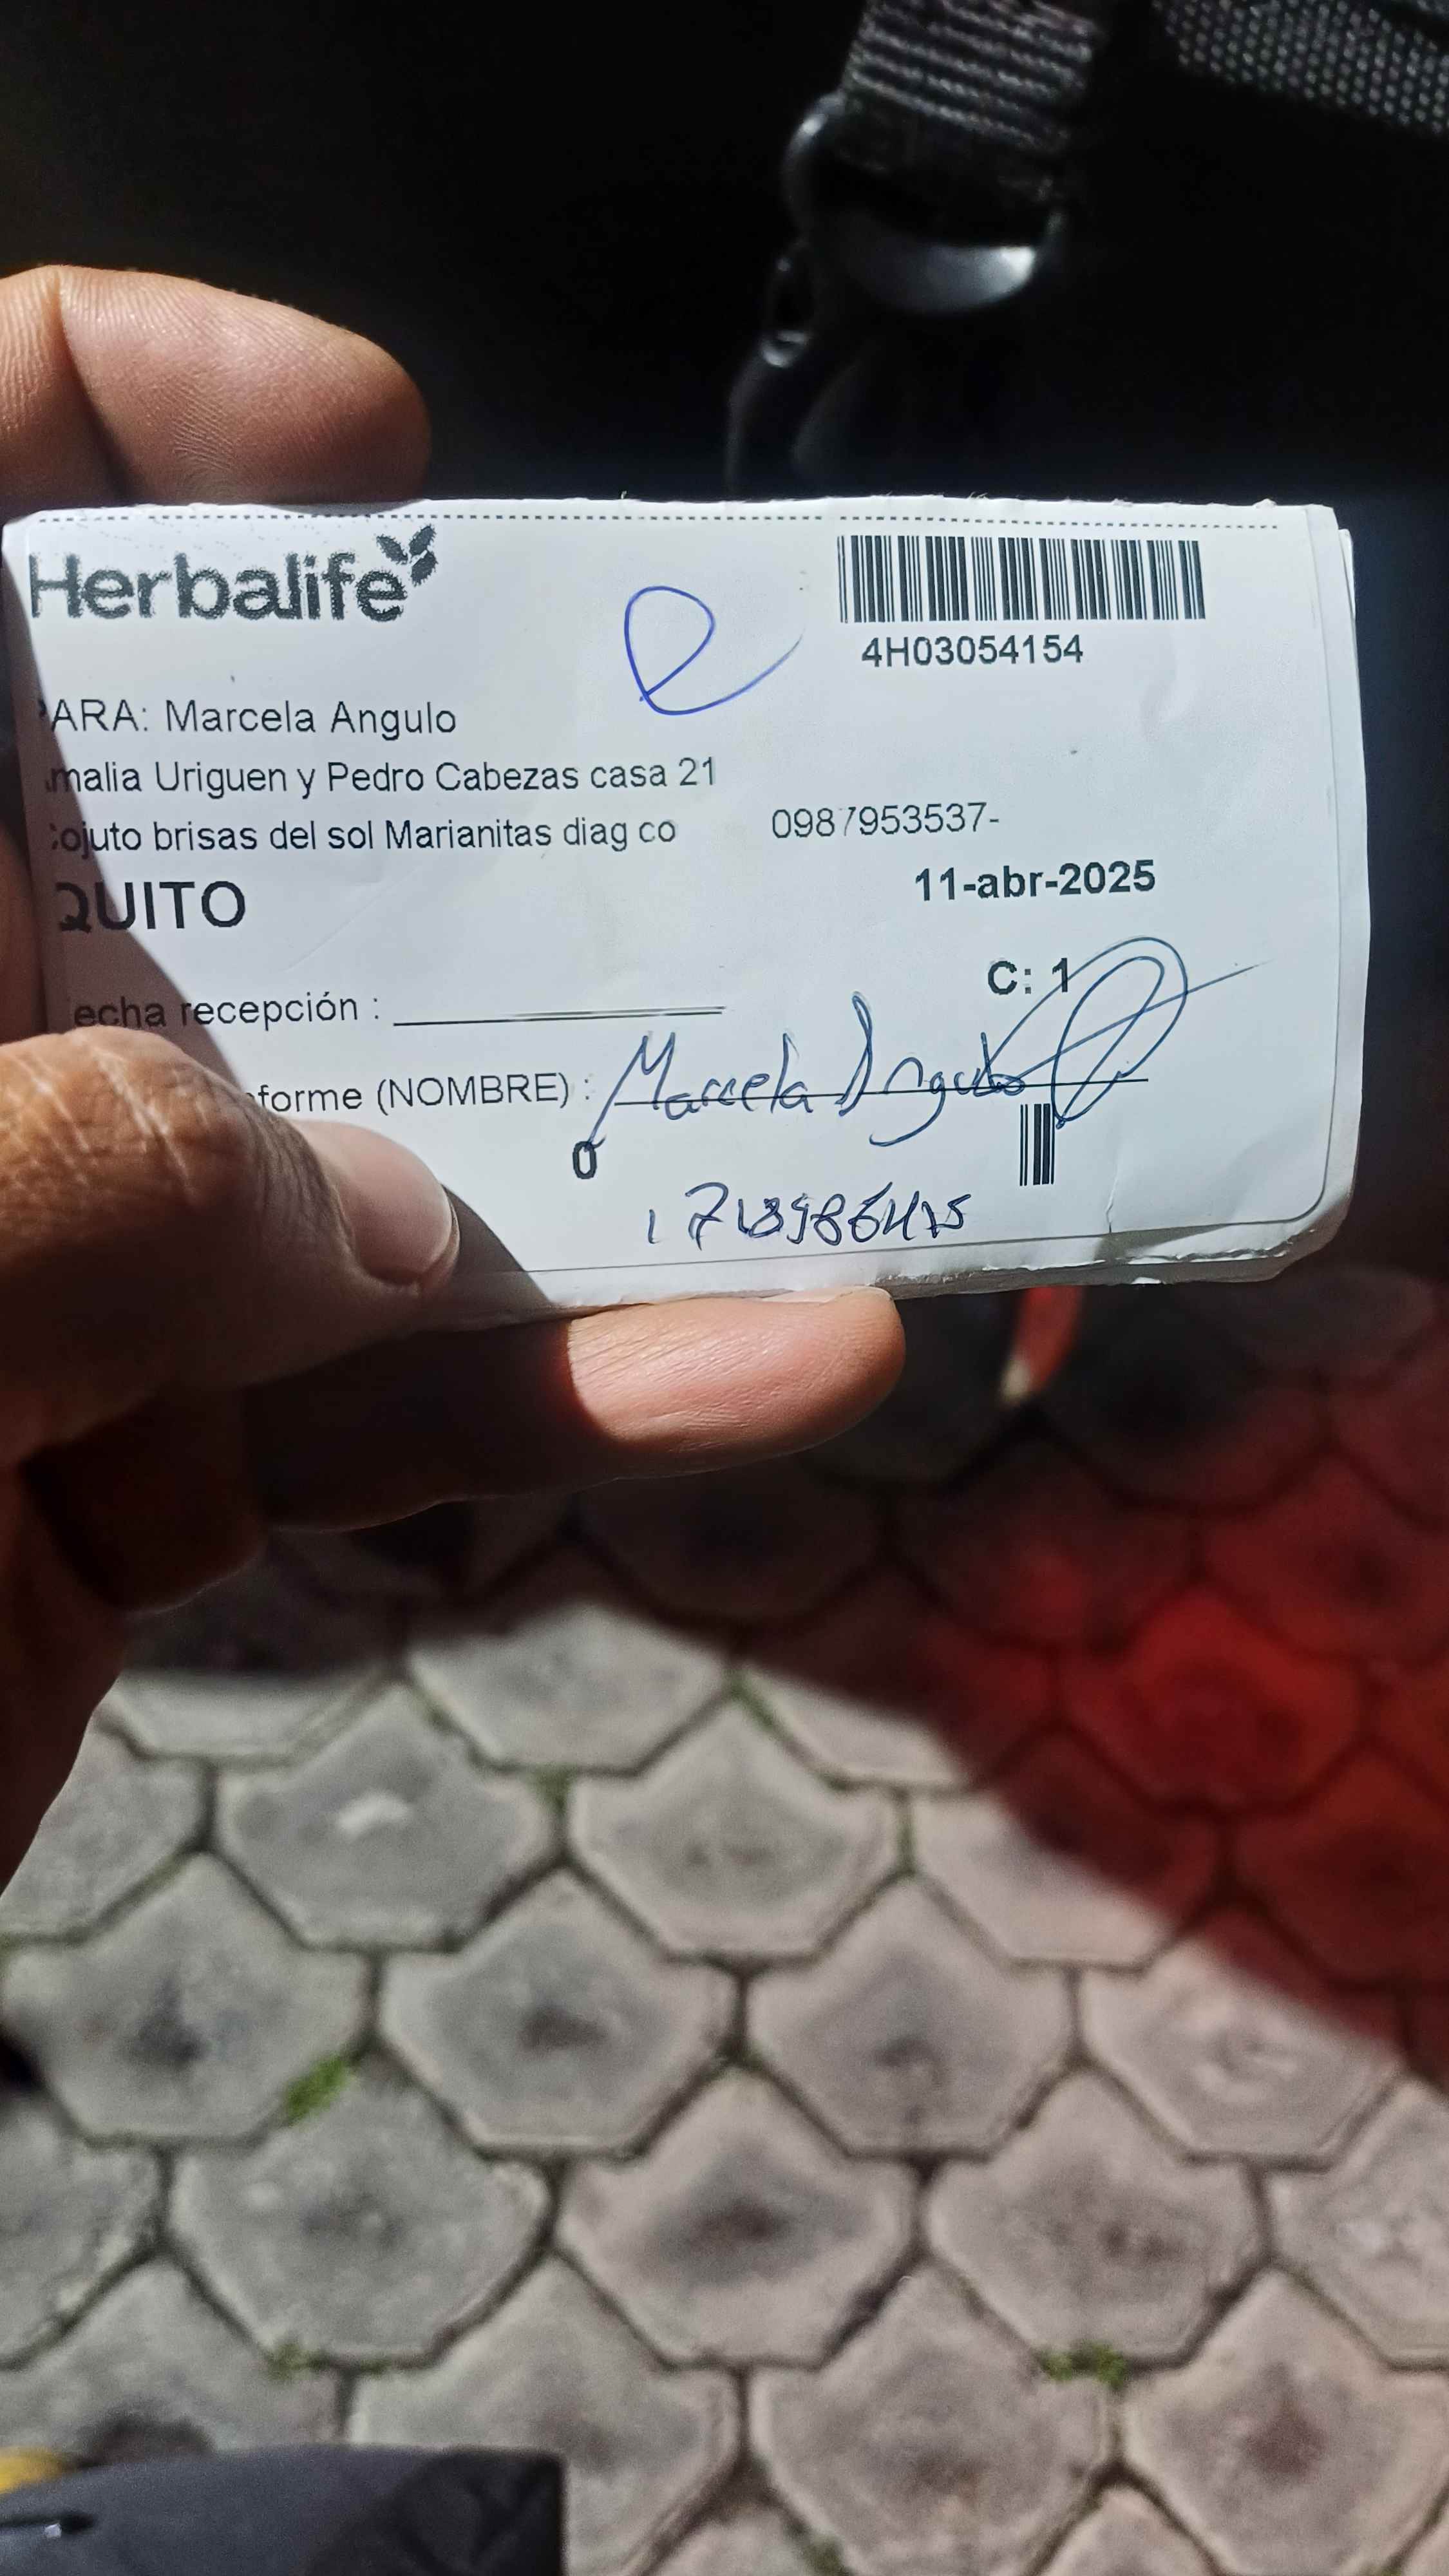 Herbalife
4H03054154
PARA: Marcela Angulo
malia Uriguen y Pedro Cabezas casa 21
ojuto brisas del sol Marianitas diag co 0987953537-
QUITO
11-abr-2025
C: 1
echa recepción :
forme (NOMBRE) : Marcela Angulo
0